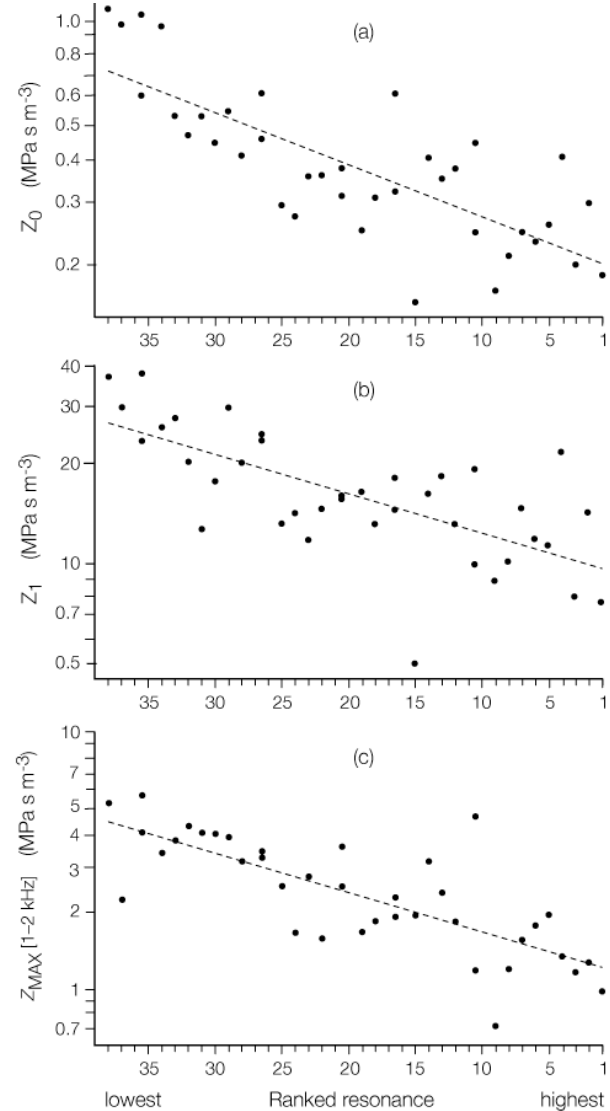 (a)
Z0 (MPa s m-3)
1.0
0.8
0.6
0.5
0.4
0.3
0.2
35 30 25 20 15 10 5 1
(b)
Z1 (MPa s m-3)
40
30
20
10
0.7
0.5
35 30 25 20 15 10 5 1
(c)
ZMAX [1–2 kHz] (MPa s m-3)
10
7
5
4
3
2
1
0.7
35 30 25 20 15 10 5 1
lowest Ranked resonance highest